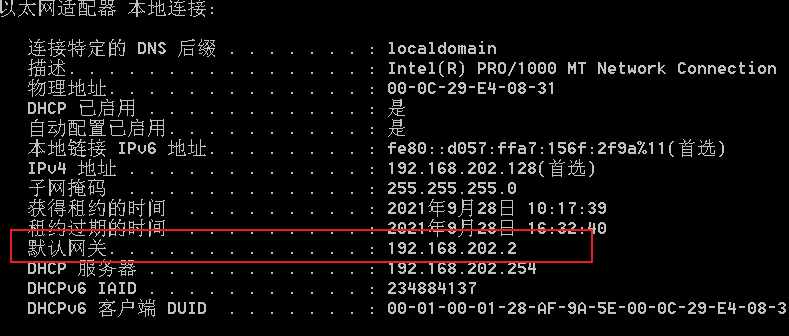 以太网适配器 本地连接:
连接特定的 DNS 后缀 . . . . . . . : localdomain
描述. . . . . . . . . . . . . . . : Intel(R) PRO/1000 MT Network Connection
物理地址. . . . . . . . . . . . . : 00-0C-29-E4-08-31
DHCP 已启用 . . . . . . . . . . . : 是
自动配置已启用. . . . . . . . . . : 是
本地链接 IPv6 地址. . . . . . . . : fe80::d057:ffa7:156f:2f9a%11(首选)
IPv4 地址 . . . . . . . . . . . . : 192.168.202.128(首选)
子网掩码 . . . . . . . . . . . . : 255.255.255.0
获得租约的时间 . . . . . . . . . : 2021年9月28日 10:17:39
租约过期的时间 . . . . . . . . . : 2021年9月28日 16:32:40
默认网关. . . . . . . . . . . . . : 192.168.202.2
DHCP 服务器 . . . . . . . . . . . : 192.168.202.254
DHCPv6 IAID . . . . . . . . . . . : 234884137
DHCPv6 客户端 DUID . . . . . . . : 00-01-00-01-28-AF-9A-5E-00-0C-29-E4-08-3